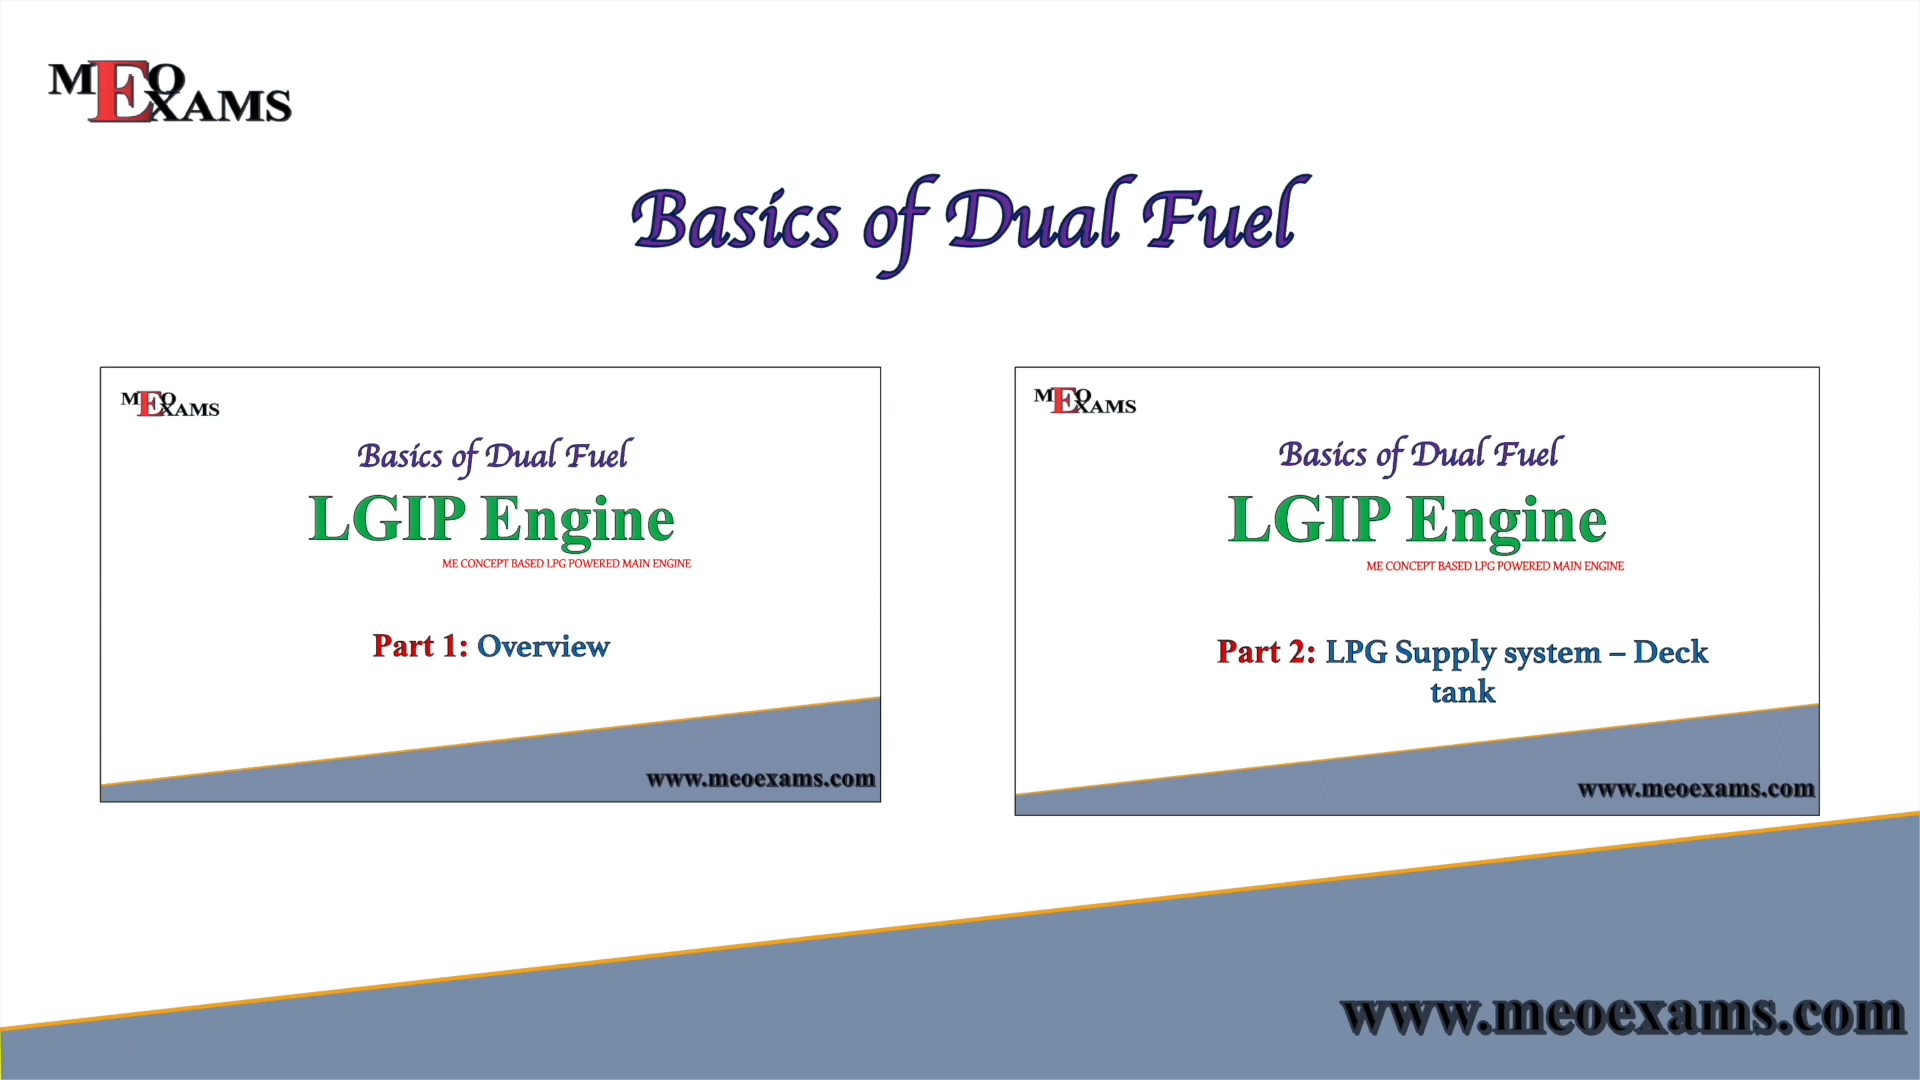 MEO
EXAMS
Basics of Dual Fuel
MEO
EXAMS
Basics of Dual Fuel
LGIP Engine
ME CONCEPT BASED LPG POWERED MAIN ENGINE
Part 1: Overview
www.meoexams.com
MEO
EXAMS
Basics of Dual Fuel
LGIP Engine
ME CONCEPT BASED LPG POWERED MAIN ENGINE
Part 2: LPG Supply system – Deck
tank
www.meoexams.com
www.meoexams.com